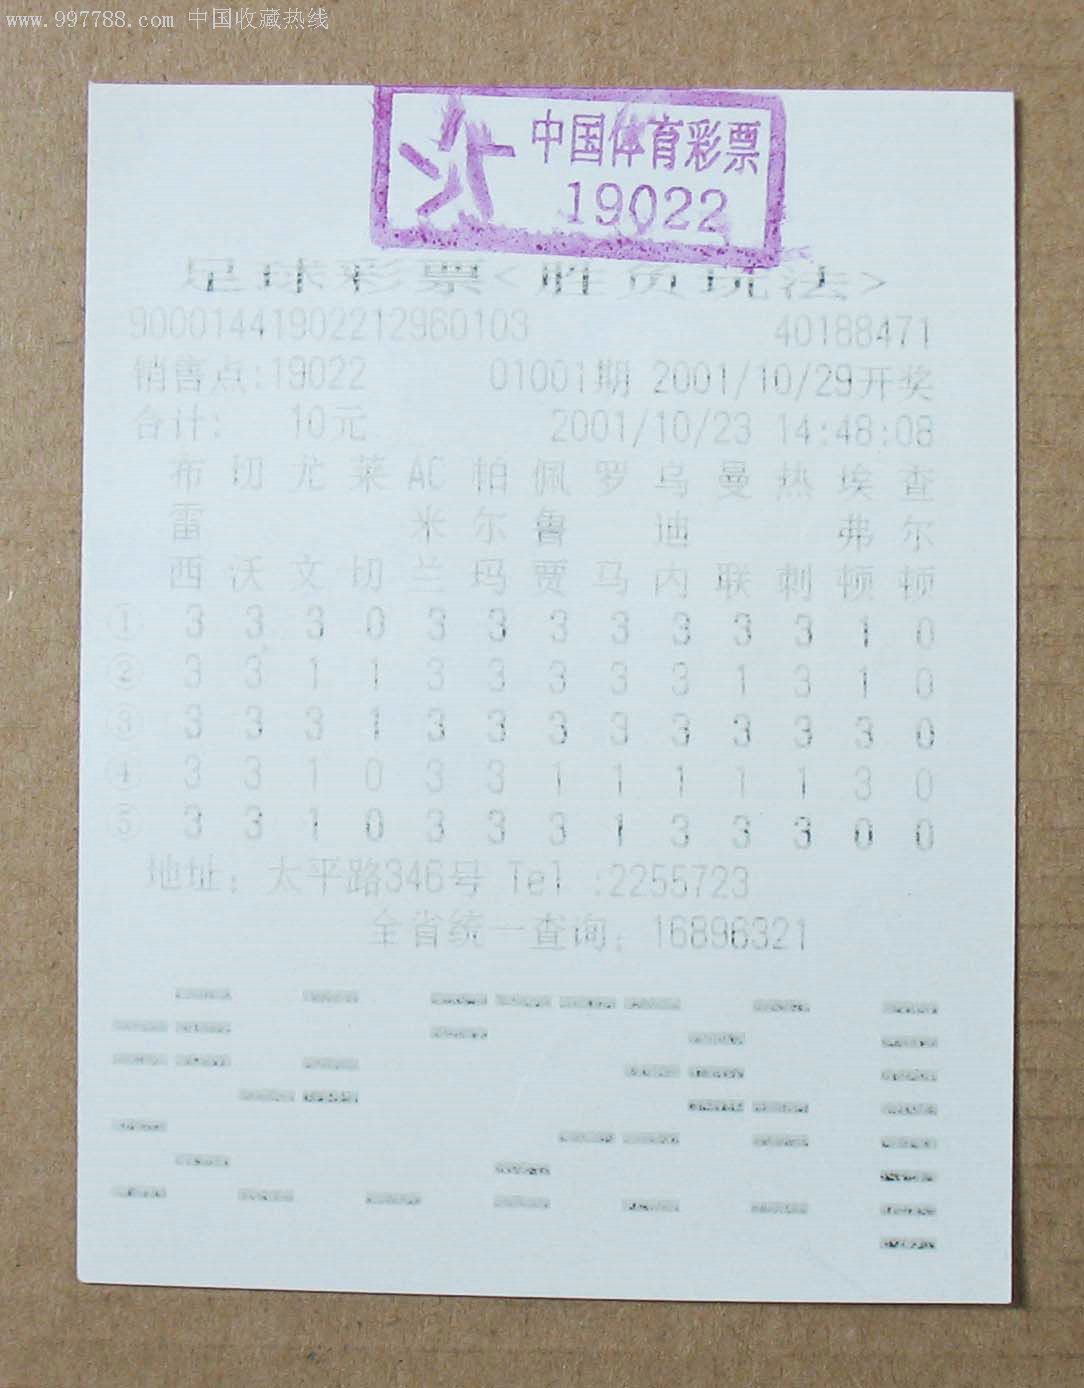 www.997788.com 中国收藏热线
中国体育彩票
19022
足球彩票<胜负玩法>
90001441902212960103 40188471
销售点:19022 01001期 2001/10/29开奖
合计: 10元 2001/10/23 14:48:08
布 切 尤 莱 AC 帕 佩 罗 乌 曼 热 埃 查
雷 米 尔 鲁 迪 弗 尔
西 沃 文 切 兰 玛 贾 马 内 联 刺 顿 顿
① 3 3 3 0 3 3 3 3 3 3 3 1 0
② 3 3 1 1 3 3 3 3 3 1 3 1 0
③ 3 3 3 1 3 3 3 3 3 3 3 3 0
④ 3 3 1 0 3 3 1 1 1 1 1 3 0
⑤ 3 3 1 0 3 3 3 1 3 3 3 0 0
地址: 太平路346号 Tel :2255723
全省统一查询: 16896321